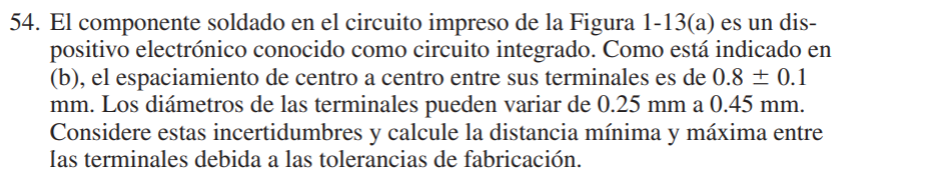 54. El componente soldado en el circuito impreso de la Figura 1-13(a) es un dis-
positivo electrónico conocido como circuito integrado. Como está indicado en
(b), el espaciamiento de centro a centro entre sus terminales es de 0.8 ± 0.1
mm. Los diámetros de las terminales pueden variar de 0.25 mm a 0.45 mm.
Considere estas incertidumbres y calcule la distancia mínima y máxima entre
las terminales debida a las tolerancias de fabricación.